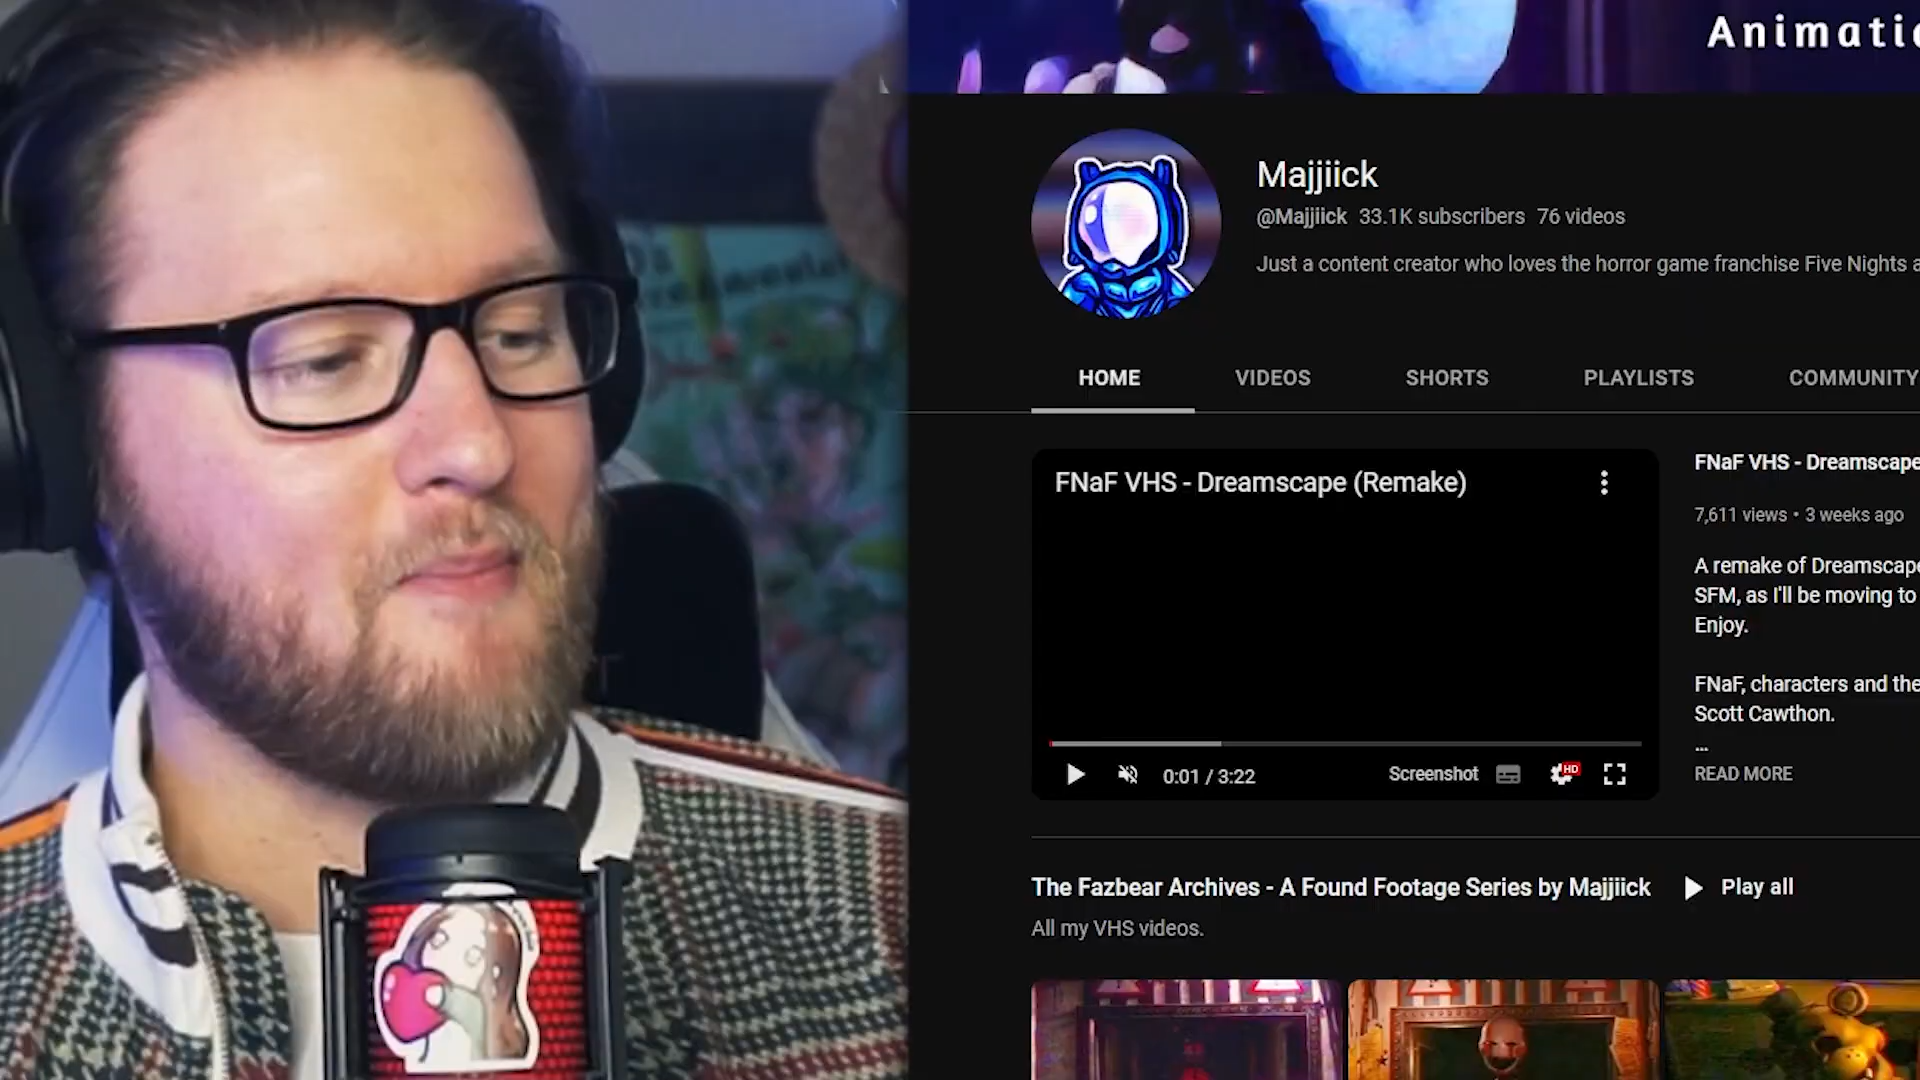 Animatio
Majjiick
@Majjiick 33.1K subscribers 76 videos
Just a content creator who loves the horror game franchise Five Nights a
HOME VIDEOS SHORTS PLAYLISTS COMMUNITY
FNaF VHS - Dreamscape (Remake)
0:01 / 3:22 Screenshot HD
FNaF VHS - Dreamscape
7,611 views • 3 weeks ago
A remake of Dreamscape
SFM, as I'll be moving to
Enjoy.
FNaF, characters and the
Scott Cawthon.
...
READ MORE
The Fazbear Archives - A Found Footage Series by Majjiick Play all
All my VHS videos.